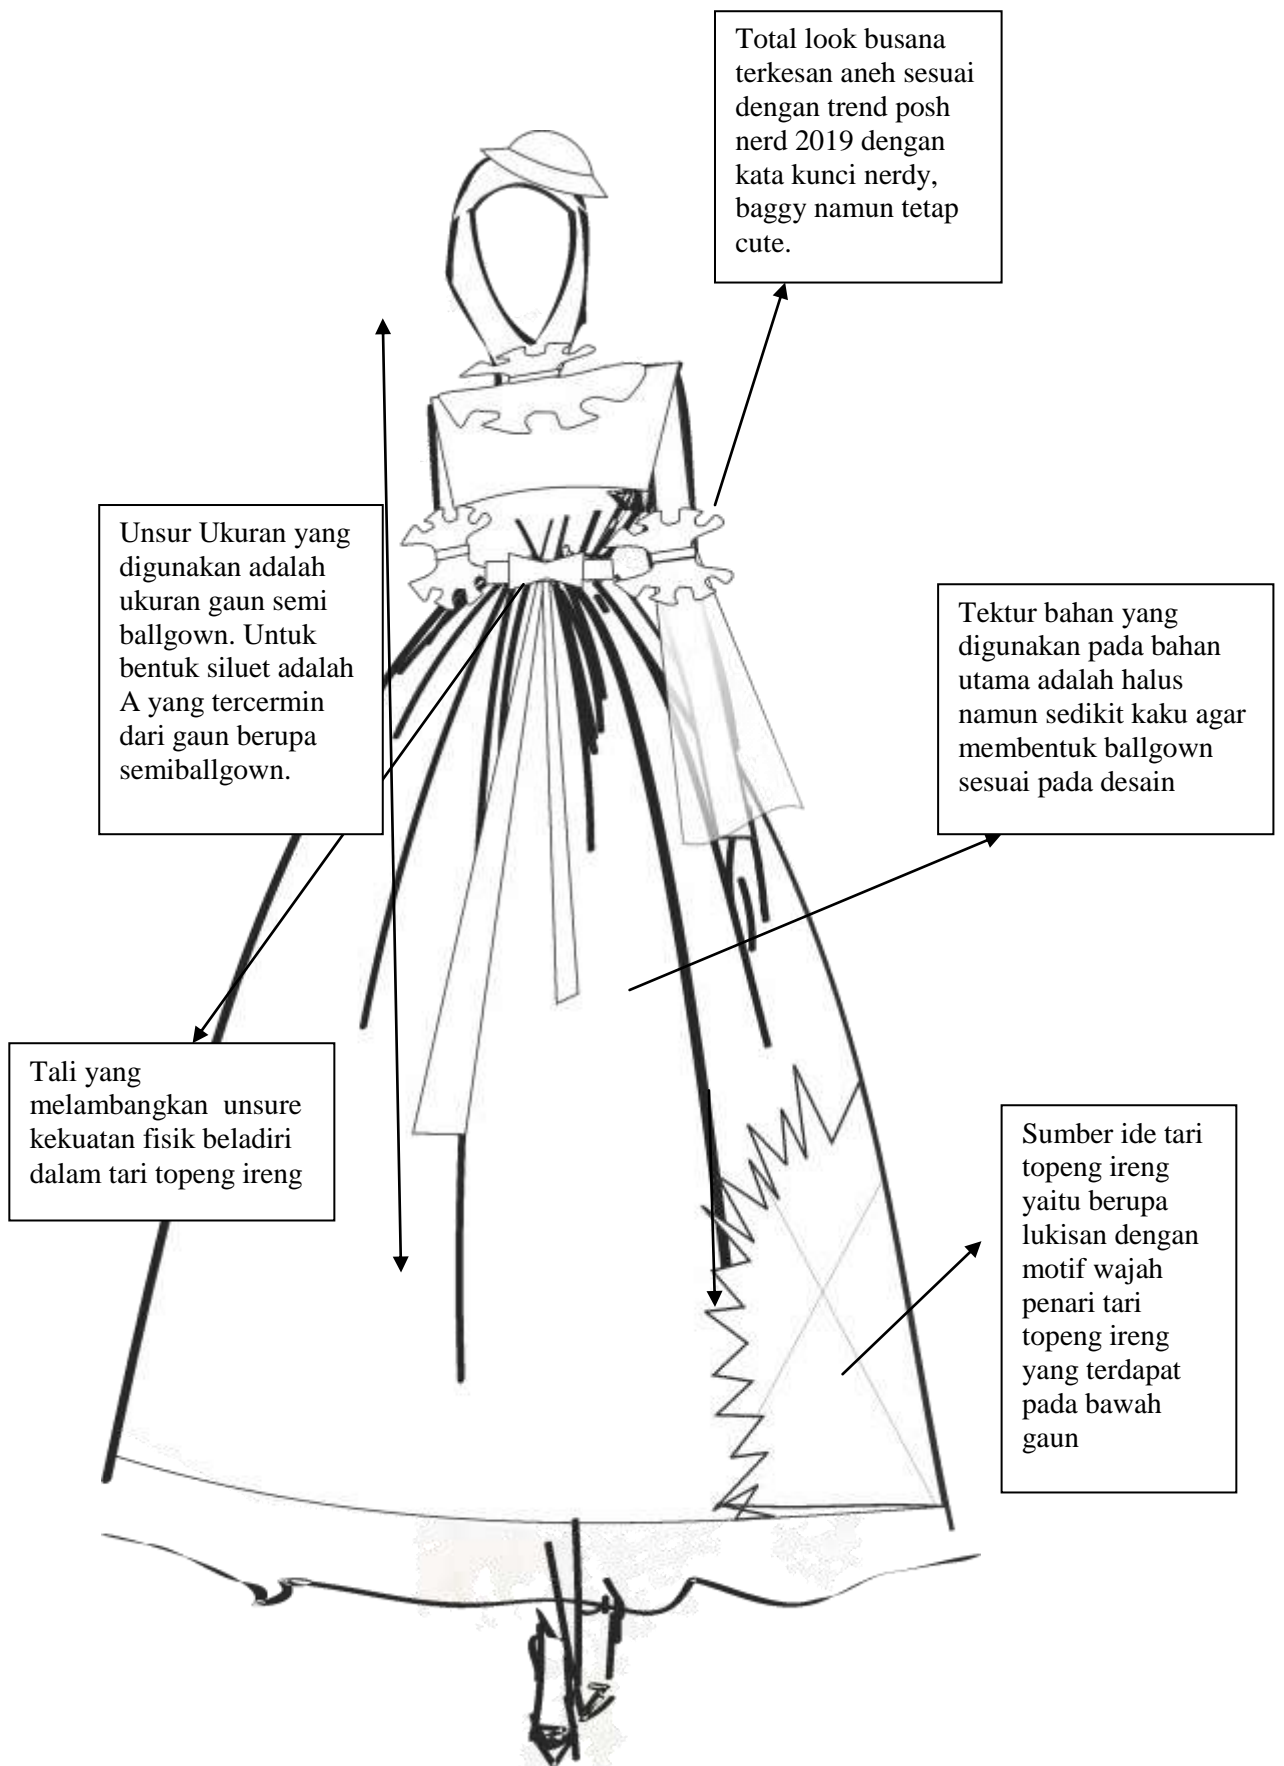 Total look busana
terkesan aneh sesuai
dengan trend posh
nerd 2019 dengan
kata kunci nerdy,
baggy namun tetap
cute.
Unsur Ukuran yang
digunakan adalah
ukuran gaun semi
ballgown. Untuk
bentuk siluet adalah
A yang tercermin
dari gaun berupa
semiballgown.
Tektur bahan yang
digunakan pada bahan
utama adalah halus
namun sedikit kaku agar
membentuk ballgown
sesuai pada desain
Tali yang
melambangkan unsure
kekuatan fisik beladiri
dalam tari topeng ireng
Sumber ide tari
topeng ireng
yaitu berupa
lukisan dengan
motif wajah
penari tari
topeng ireng
yang terdapat
pada bawah
gaun